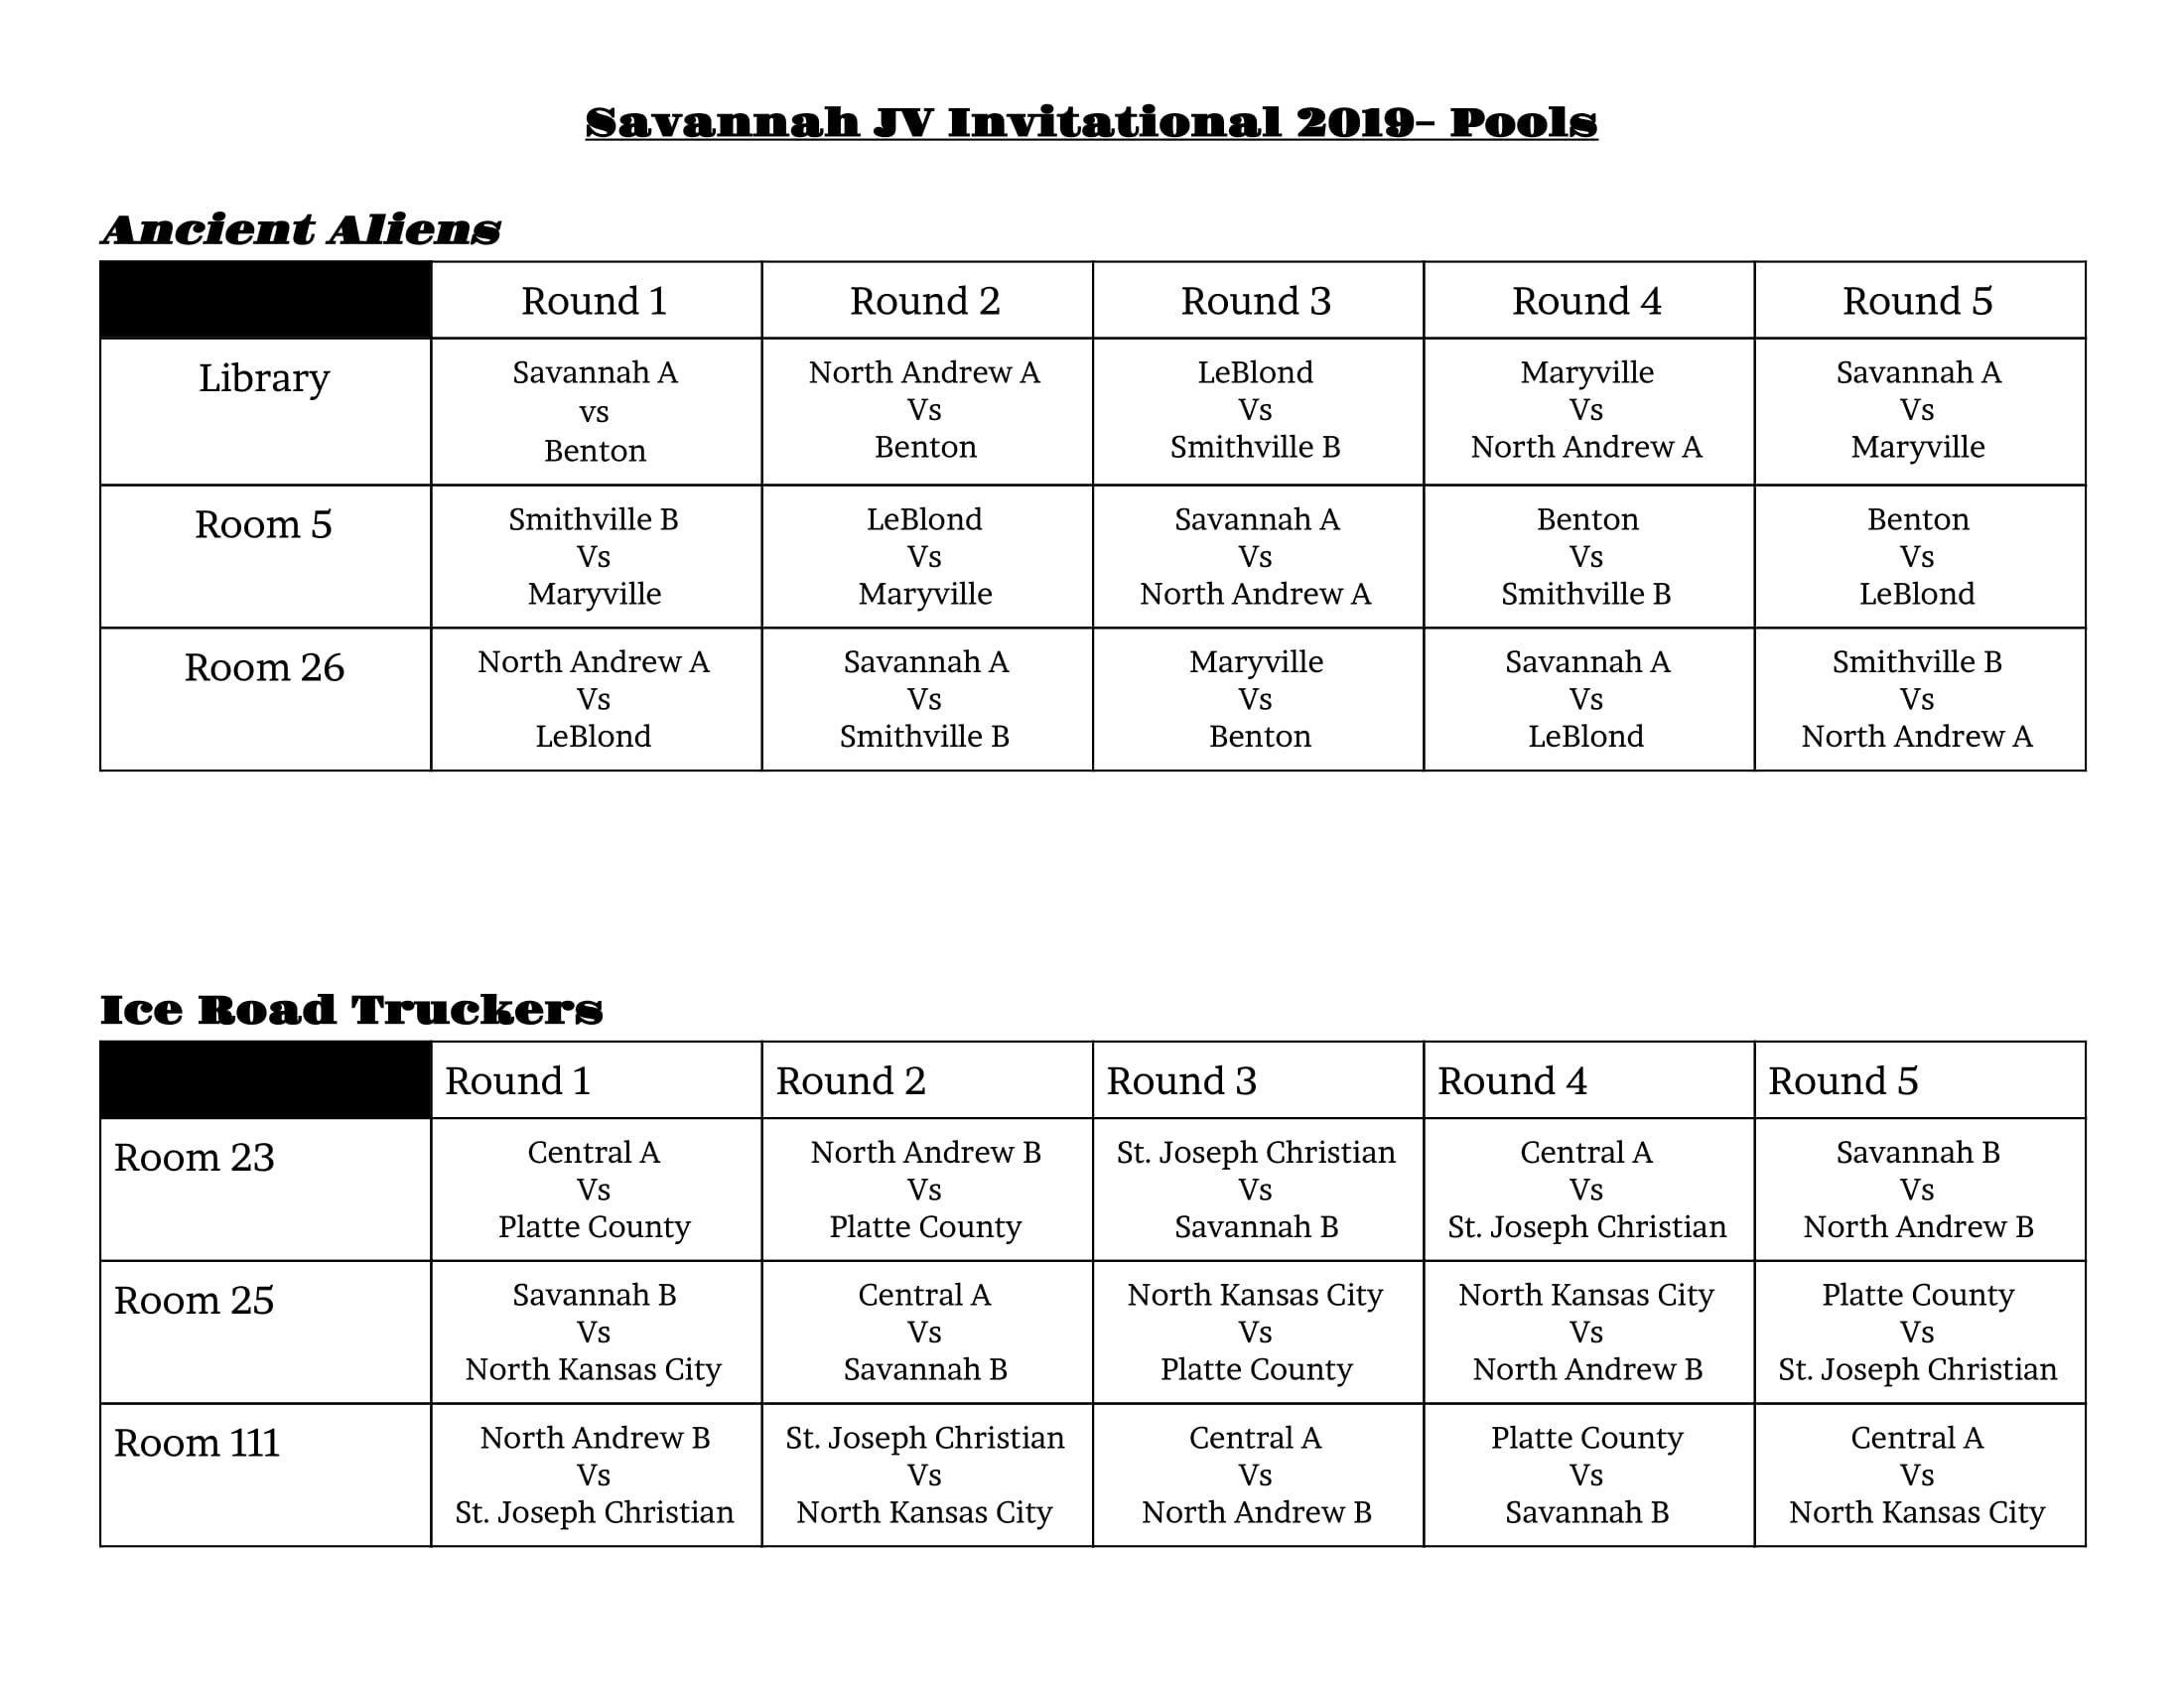 Savannah JV Invitational 2019- Pools
Ancient Aliens
Round 1 Round 2 Round 3 Round 4 Round 5
Library
Savannah A
vs
Benton
North Andrew A
Vs
Benton
LeBlond
Vs
Smithville B
Maryville
Vs
North Andrew A
Savannah A
Vs
Maryville
Room 5
Smithville B
Vs
Maryville
LeBlond
Vs
Maryville
Savannah A
Vs
North Andrew A
Benton
Vs
Smithville B
Benton
Vs
LeBlond
Room 26
North Andrew A
Vs
LeBlond
Savannah A
Vs
Smithville B
Maryville
Vs
Benton
Savannah A
Vs
LeBlond
Smithville B
Vs
North Andrew A
Ice Road Truckers
Round 1 Round 2 Round 3 Round 4 Round 5
Room 23
Central A
Vs
Platte County
North Andrew B
Vs
Platte County
St. Joseph Christian
Vs
Savannah B
Central A
Vs
St. Joseph Christian
Savannah B
Vs
North Andrew B
Room 25
Savannah B
Vs
North Kansas City
Central A
Vs
Savannah B
North Kansas City
Vs
Platte County
North Kansas City
Vs
North Andrew B
Platte County
Vs
St. Joseph Christian
Room 111
North Andrew B
Vs
St. Joseph Christian
St. Joseph Christian
Vs
North Kansas City
Central A
Vs
North Andrew B
Platte County
Vs
Savannah B
Central A
Vs
North Kansas City